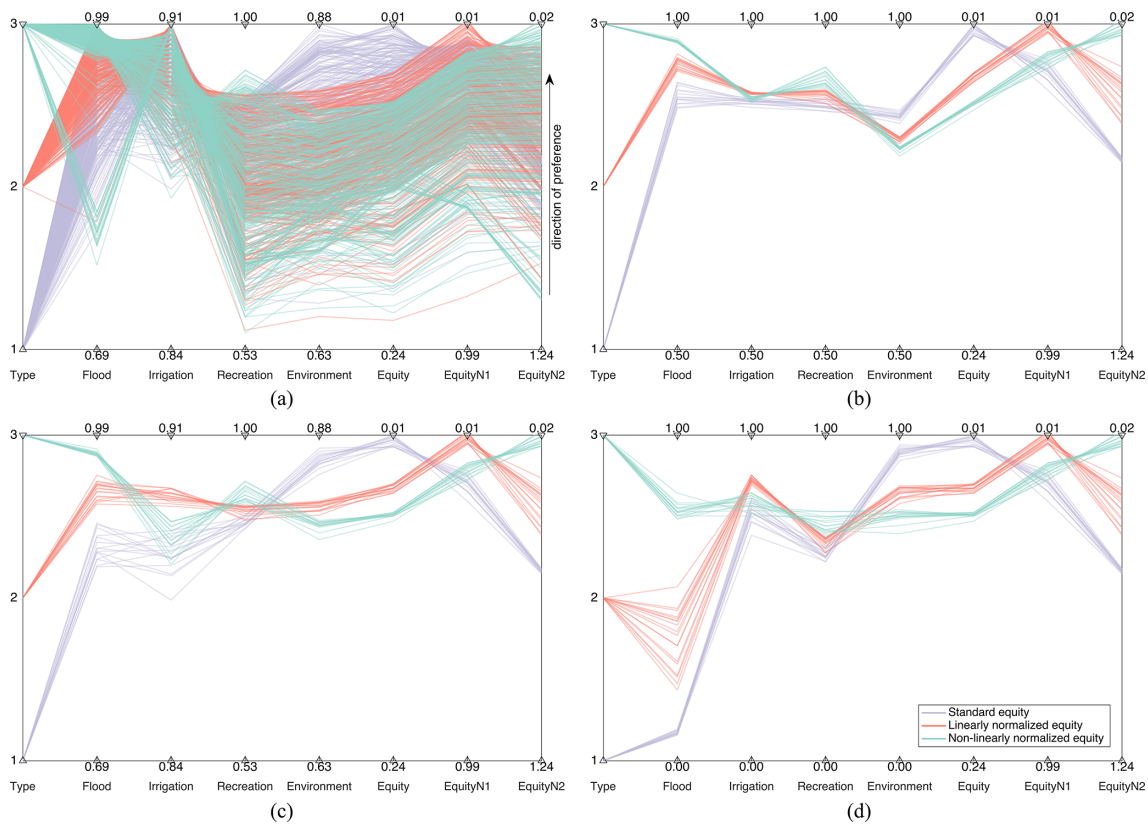 0.99 0.91 1.00 0.88 0.01 0.01 0.02
3
2
1
direction of preference
0.69 0.84 0.53 0.63 0.24 0.99 1.24
Type Flood Irrigation Recreation Environment Equity EquityN1 EquityN2
(a)
1.00 1.00 1.00 1.00 0.01 0.01 0.02
3
2
1
0.50 0.50 0.50 0.50 0.24 0.99 1.24
Type Flood Irrigation Recreation Environment Equity EquityN1 EquityN2
(b)
0.99 0.91 1.00 0.88 0.01 0.01 0.02
3
2
1
0.69 0.84 0.53 0.63 0.24 0.99 1.24
Type Flood Irrigation Recreation Environment Equity EquityN1 EquityN2
(c)
1.00 1.00 1.00 1.00 0.01 0.01 0.02
3
2
1
Standard equity
Linearly normalized equity
Non-linearly normalized equity
0.00 0.00 0.00 0.00 0.24 0.99 1.24
Type Flood Irrigation Recreation Environment Equity EquityN1 EquityN2
(d)